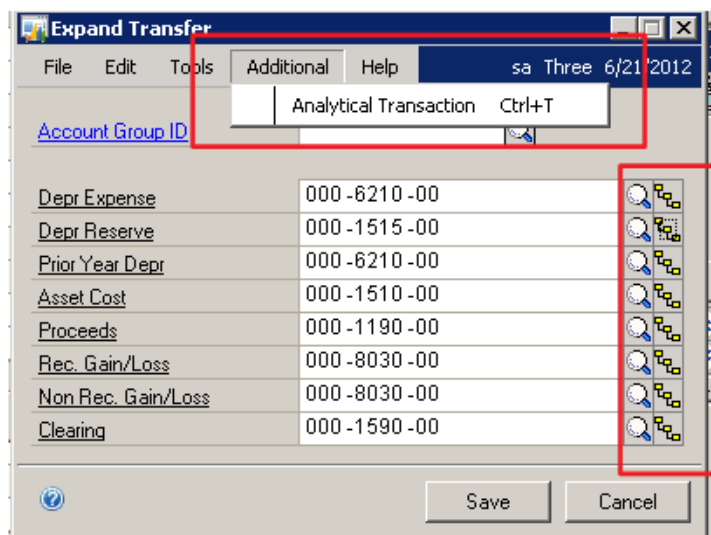 Expand Transfer
File Edit Tools Additional Help sa Three 6/21/2012
Analytical Transaction Ctrl+T
Account Group ID
Depr Expense 000 -6210 -00
Depr Reserve 000 -1515 -00
Prior Year Depr 000 -6210 -00
Asset Cost 000 -1510 -00
Proceeds 000 -1190 -00
Rec. Gain/Loss 000 -8030 -00
Non Rec. Gain/Loss 000 -8030 -00
Clearing 000 -1590 -00
Save Cancel